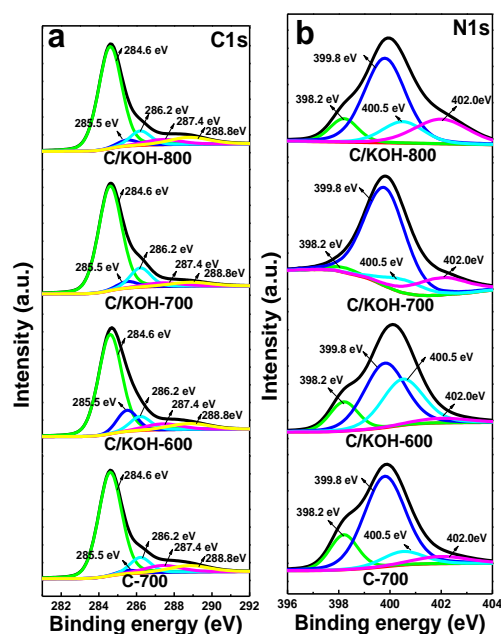 a
C1s
284.6 eV
286.2 eV
287.4 eV
285.5 eV
288.8eV
C/KOH-800
284.6 eV
286.2 eV
285.5 eV
287.4 eV
288.8eV
C/KOH-700
284.6 eV
285.5 eV
286.2 eV
287.4 eV
288.8eV
C/KOH-600
284.6 eV
286.2 eV
287.4 eV
285.5 eV
288.8eV
C-700
Intensity (a.u.)
282 284 286 288 290 292
Binding energy (eV)
b
N1s
399.8 eV
398.2 eV
400.5 eV
402.0 eV
C/KOH-800
399.8 eV
398.2 eV
400.5 eV
402.0eV
C/KOH-700
399.8 eV
400.5 eV
398.2 eV
402.0eV
C/KOH-600
399.8 eV
398.2 eV
400.5 eV
402.0eV
C-700
Intensity (a.u.)
396 398 400 402 404
Binding energy (eV)